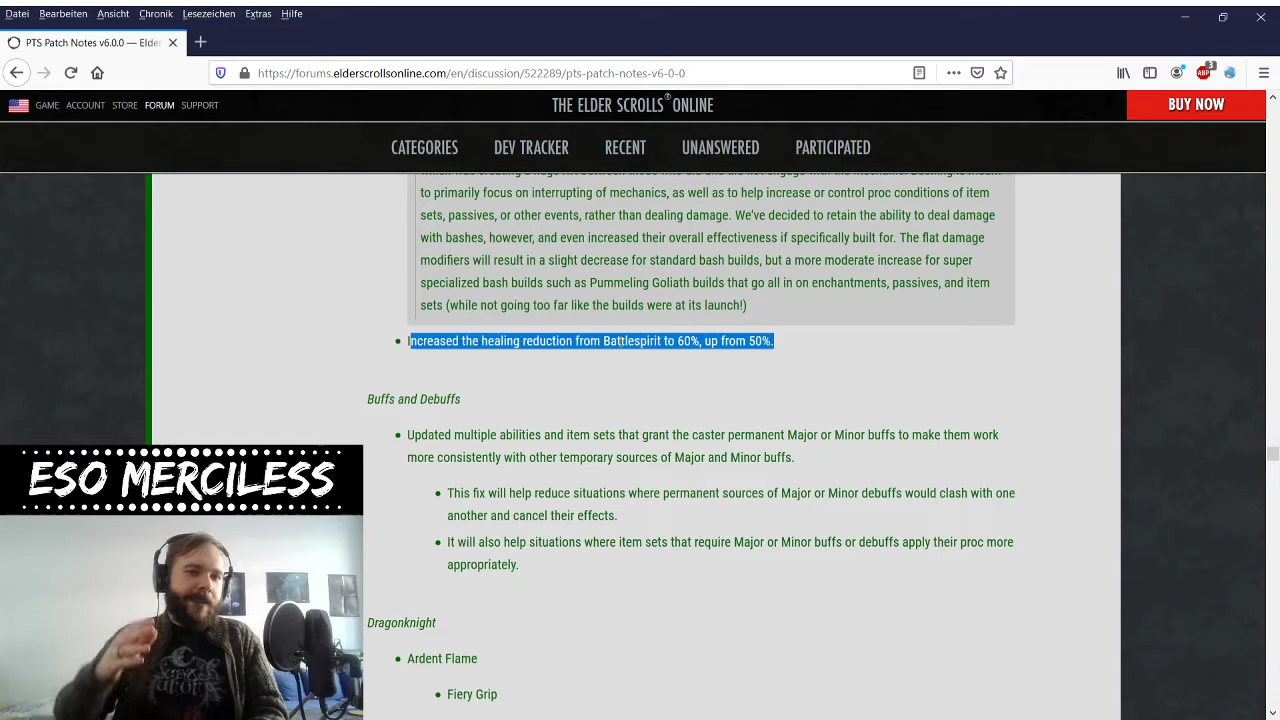 Datei Bearbeiten Ansicht Chronik Lesezeichen Extras Hilfe
PTS Patch Notes v6.0.0 — Elder
https://forums.elderscrollsonline.com/en/discussion/522289/pts-patch-notes-v6-0-0
ABP 3
GAME ACCOUNT STORE FORUM SUPPORT
THE ELDER SCROLLS® ONLINE
BUY NOW
CATEGORIES DEV TRACKER RECENT UNANSWERED PARTICIPATED
to primarily focus on interrupting of mechanics, as well as to help increase or control proc conditions of item
sets, passives, or other events, rather than dealing damage. We've decided to retain the ability to deal damage
with bashes, however, and even increased their overall effectiveness if specifically built for. The flat damage
modifiers will result in a slight decrease for standard bash builds, but a more moderate increase for super
specialized bash builds such as Pummeling Goliath builds that go all in on enchantments, passives, and item
sets (while not going too far like the builds were at its launch!)
• Increased the healing reduction from Battlespirit to 60%, up from 50%.
Buffs and Debuffs
• Updated multiple abilities and item sets that grant the caster permanent Major or Minor buffs to make them work
more consistently with other temporary sources of Major and Minor buffs.
• This fix will help reduce situations where permanent sources of Major or Minor debuffs would clash with one
another and cancel their effects.
• It will also help situations where item sets that require Major or Minor buffs or debuffs apply their proc more
appropriately.
ESO MERCILESS
Dragonknight
• Ardent Flame
• Fiery Grip